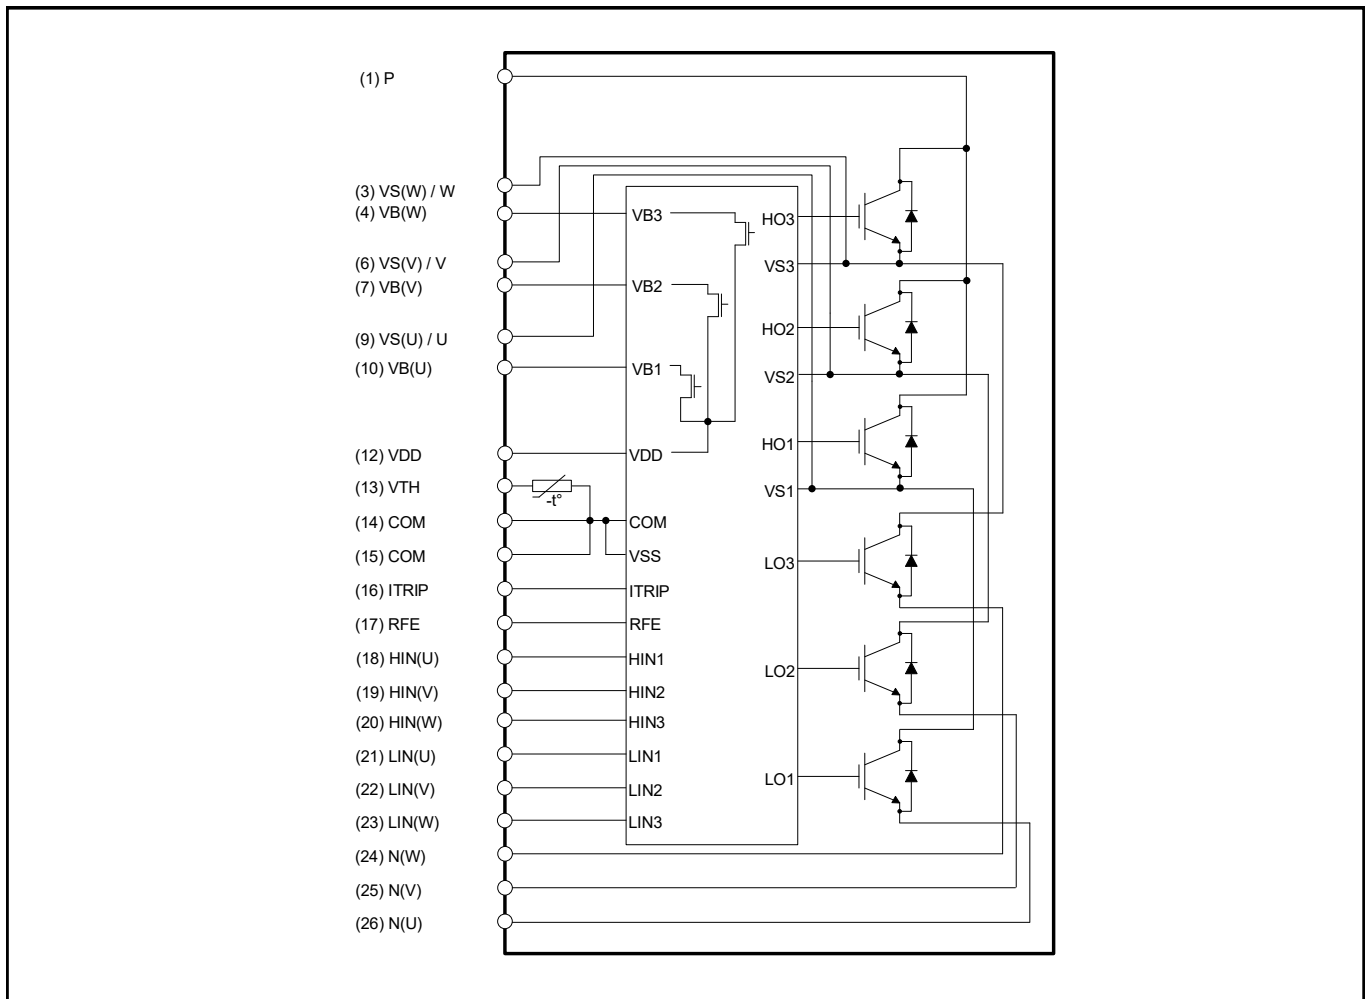 (1) P
(3) VS(W) / W
(4) VB(W)
(6) VS(V) / V
(7) VB(V)
(9) VS(U) / U
(10) VB(U)
(12) VDD
(13) VTH
(14) COM
(15) COM
(16) ITRIP
(17) RFE
(18) HIN(U)
(19) HIN(V)
(20) HIN(W)
(21) LIN(U)
(22) LIN(V)
(23) LIN(W)
(24) N(W)
(25) N(V)
(26) N(U)
-t°
VB3
VB2
VB1
VDD
COM
VSS
ITRIP
RFE
HIN1
HIN2
HIN3
LIN1
LIN2
LIN3
HO3
VS3
HO2
VS2
HO1
VS1
LO3
LO2
LO1